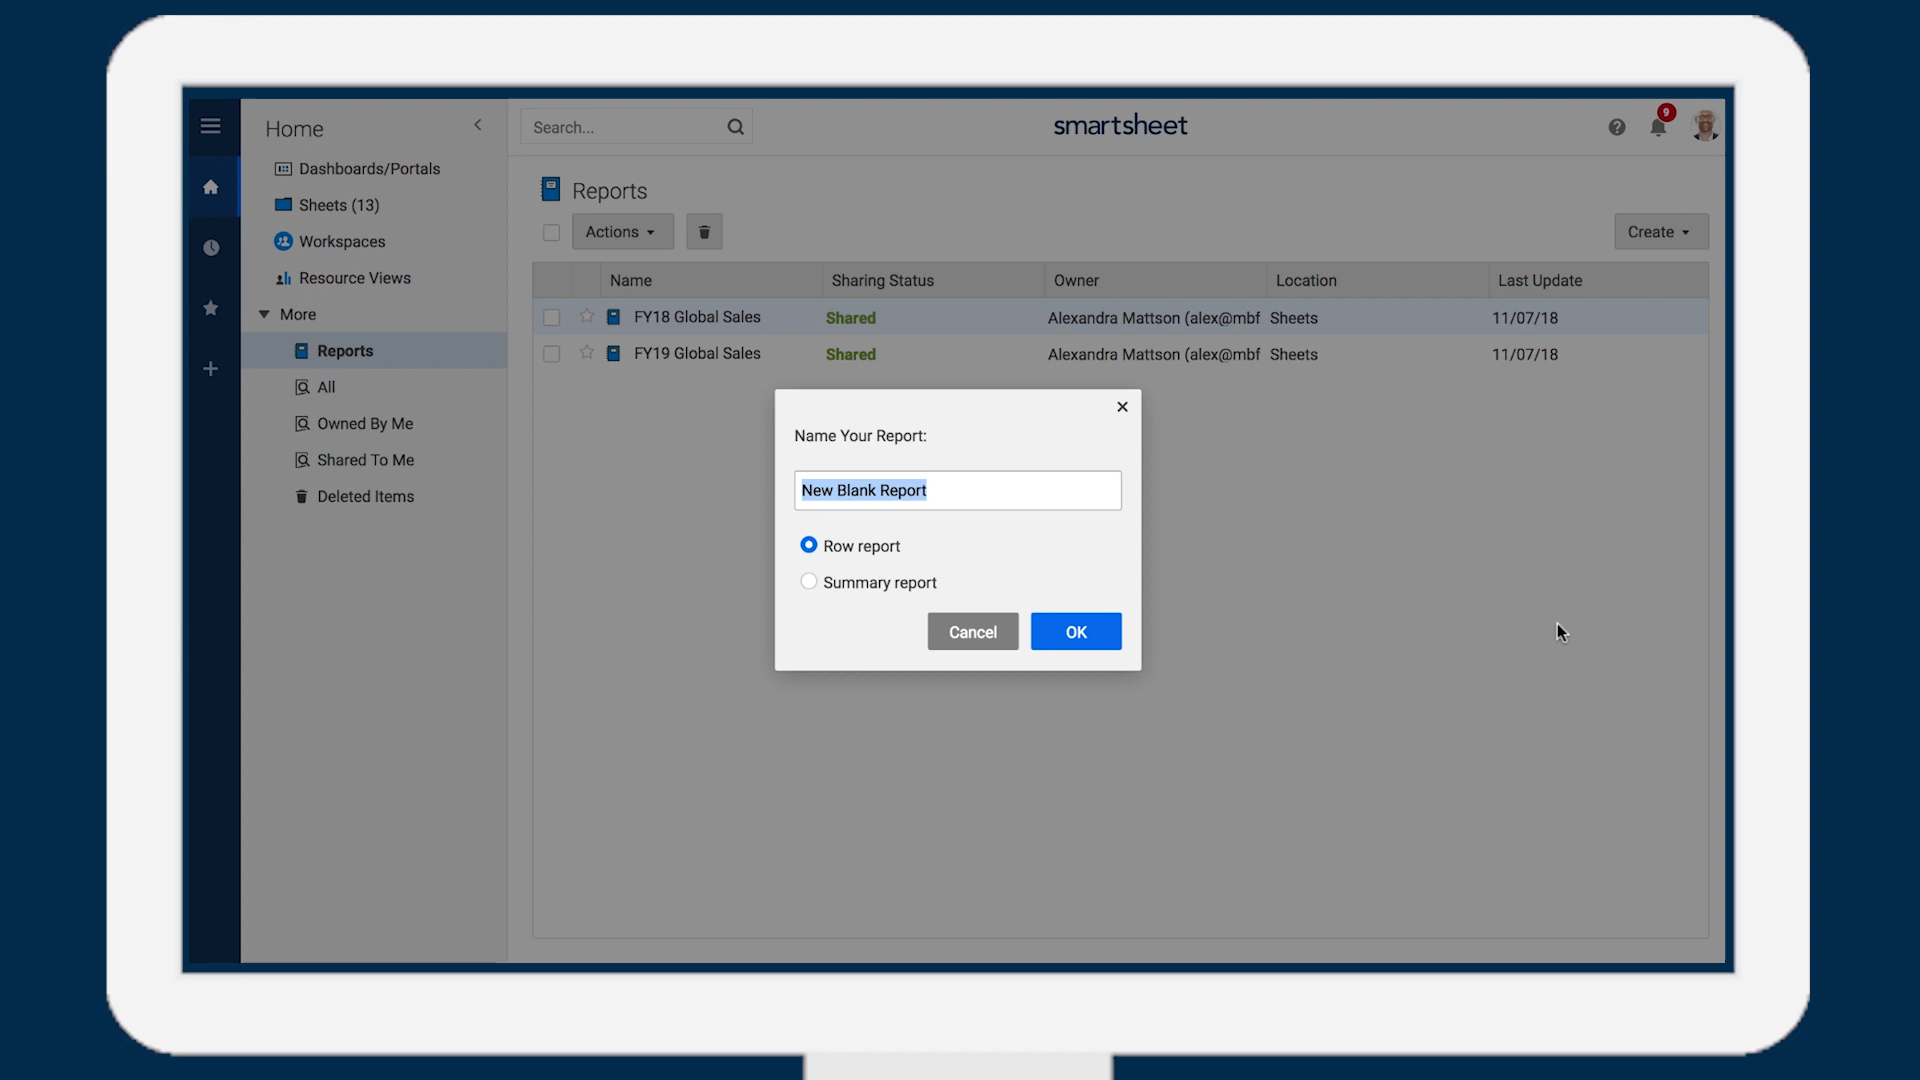 Home
Search...
smartsheet
9
Dashboards/Portals
Sheets (13)
Workspaces
Resource Views
More
Reports
All
Owned By Me
Shared To Me
Deleted Items
Reports
Actions
Create
Name Sharing Status Owner Location Last Update
FY18 Global Sales Shared Alexandra Mattson (alex@mbf Sheets 11/07/18
FY19 Global Sales Shared Alexandra Mattson (alex@mbf Sheets 11/07/18
Name Your Report:
New Blank Report
Row report
Summary report
Cancel OK